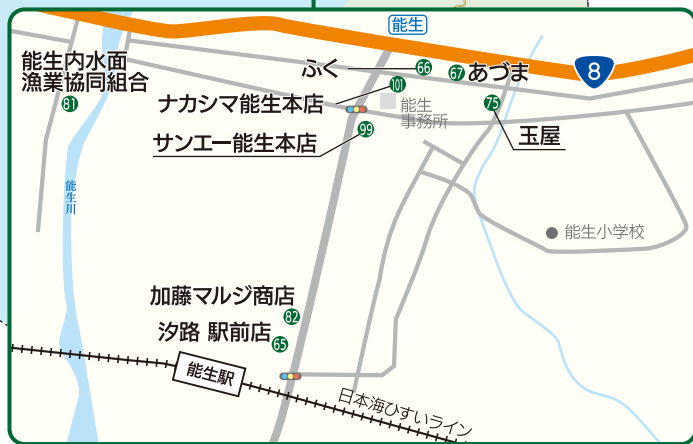 能生
8
能生内水面
漁業協同組合
81
ふく
66
67
あづま
ナカシマ能生本店
101
能生
事務所
75
サンエー能生本店
99
玉屋
能生川
能生小学校
加藤マルジ商店
82
汐路 駅前店
65
能生駅
日本海ひすいライン